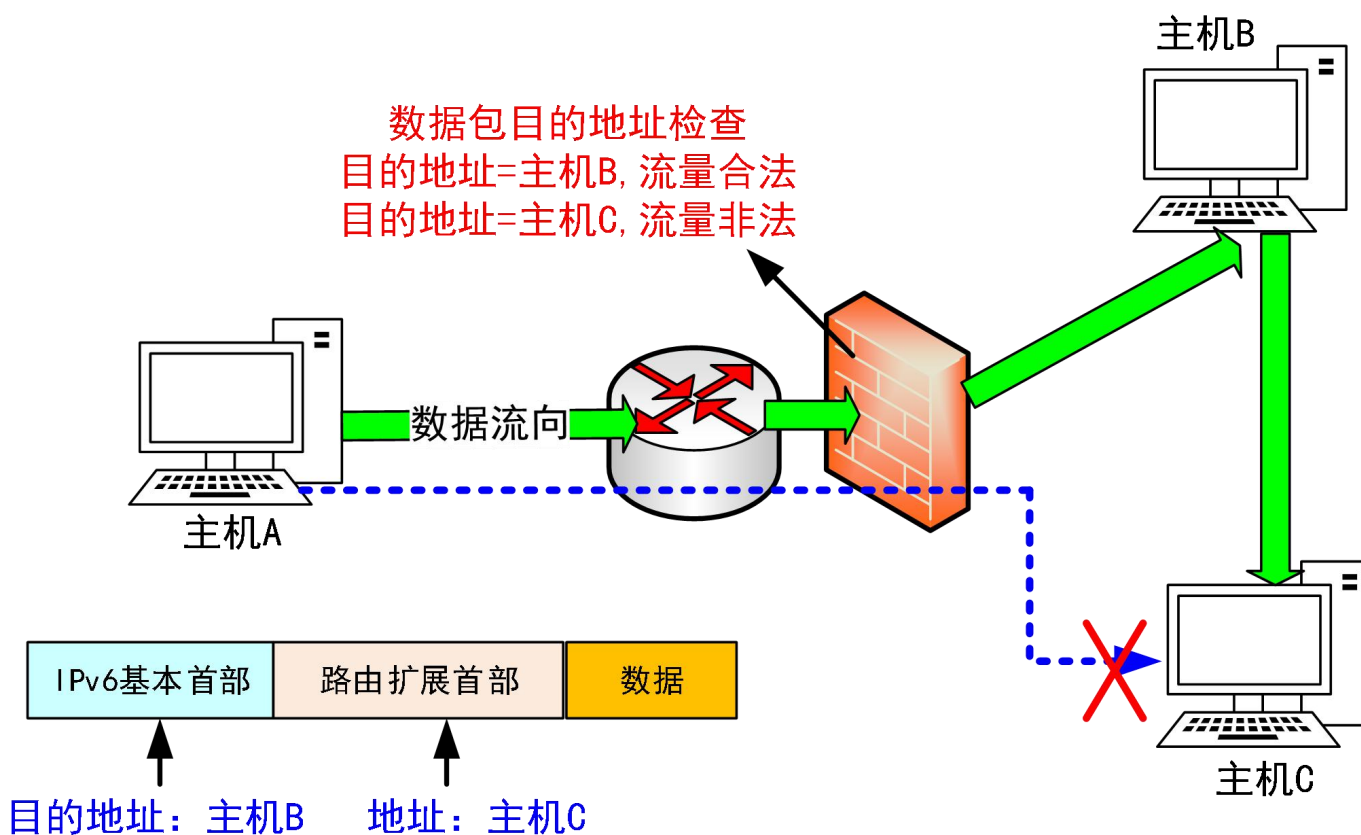 主机B
数据包目的地址检查
目的地址=主机B,流量合法
目的地址=主机C,流量非法
数据流向
主机A
IPv6基本首部
路由扩展首部
数据
主机C
目的地址：主机B
地址：主机C